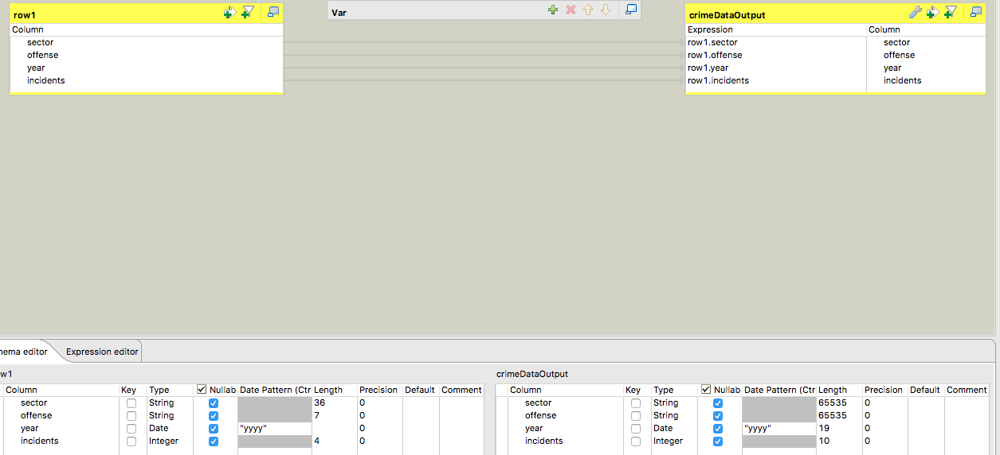 row1
Var
crimeDataOutput
Column
Expression Column
sector
row1.sector sector
offense
row1.offense offense
year
row1.year year
incidents
row1.incidents incidents
nema editor Expression editor
w1
crimeDataOutput
Column Key Type Nullab Date Pattern (Ctr Length Precision Default Comment
sector String 36 0
offense String 7 0
year Date "yyyy" 0
incidents Integer 4 0
Column Key Type Nullab Date Pattern (Ctr Length Precision Default Comment
sector String 65535 0
offense String 65535 0
year Date "yyyy" 19 0
incidents Integer 10 0